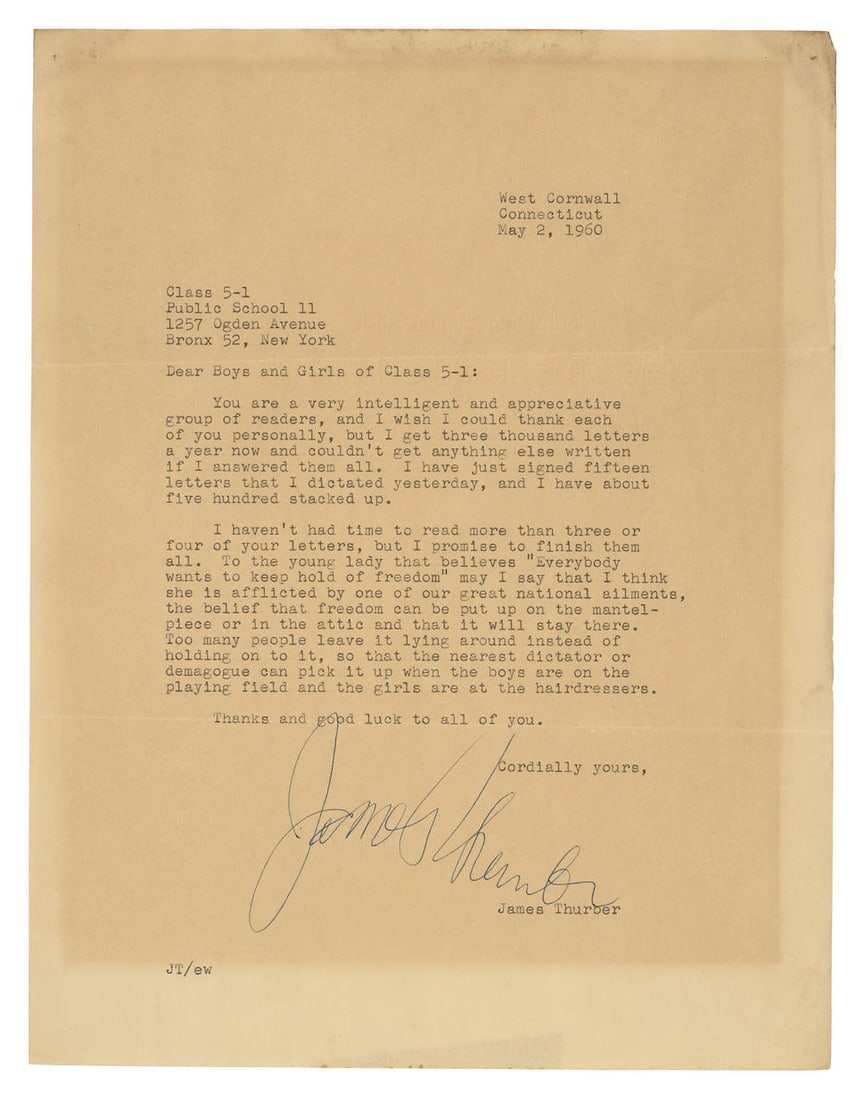 West Cornwall
Connecticut
May 2, 1960
Class 5-1
Public School 11
1257 Ogden Avenue
Bronx 52, New York
Dear Boys and Girls of Class 5-1:
You are a very intelligent and appreciative
group of readers, and I wish I could thank each
of you personally, but I get three thousand letters
a year now and couldn't get anything else written
if I answered them all. I have just signed fifteen
letters that I dictated yesterday, and I have about
five hundred stacked up.
I haven't had time to read more than three or
four of your letters, but I promise to finish them
all. To the young lady that believes "Everybody
wants to keep hold of freedom" may I say that I think
she is afflicted by one of our great national ailments,
the belief that freedom can be put up on the mantel-
piece or in the attic and that it will stay there.
Too many people leave it lying around instead of
holding on to it, so that the nearest dictator or
demagogue can pick it up when the boys are on the
playing field and the girls are at the hairdressers.
Thanks and good luck to all of you.
Cordially yours,
James Thurber
James Thurber
JT/ew